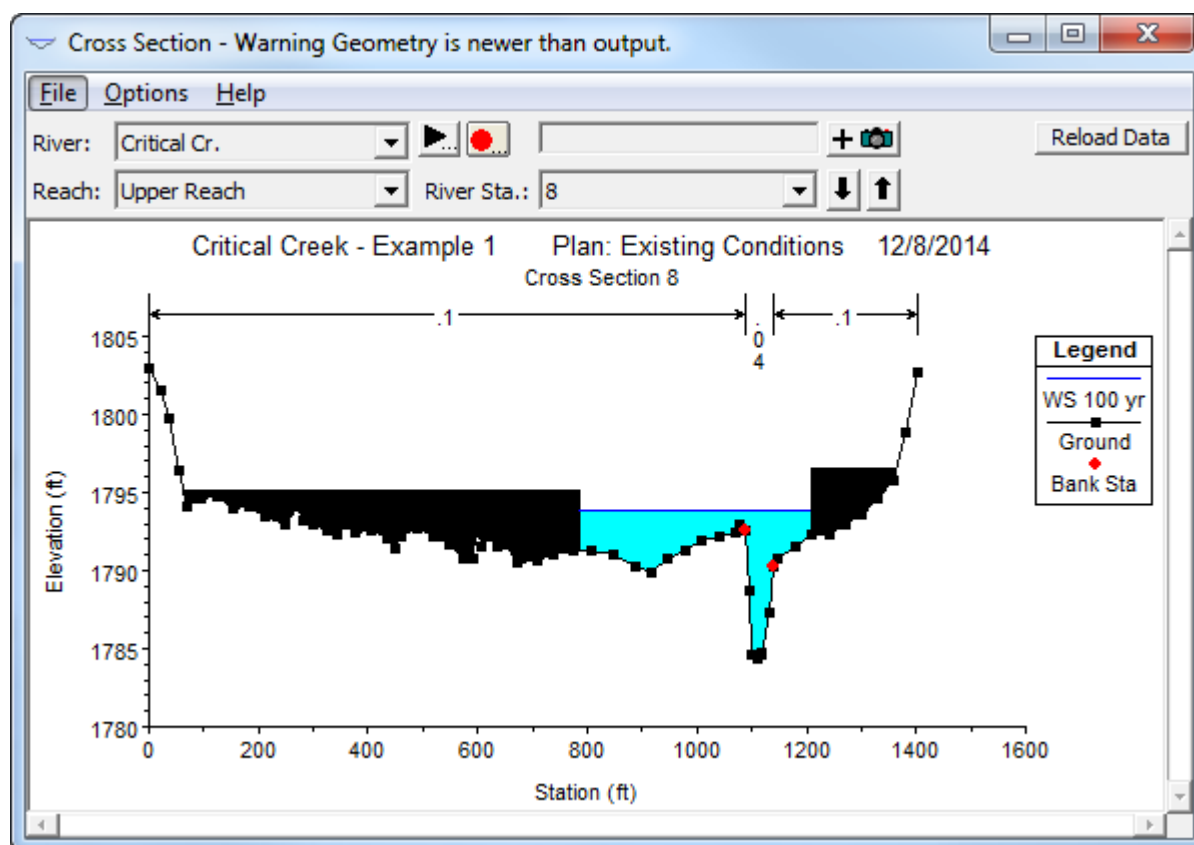 Cross Section - Warning Geometry is newer than output.
File Options Help
River: Critical Cr. ... ... Reload Data
Reach: Upper Reach River Sta.: 8
Critical Creek - Example 1 Plan: Existing Conditions 12/8/2014
Cross Section 8
.1 .04 .1
1805
1800
1795
1790
1785
1780
Elevation (ft)
0 200 400 600 800 1000 1200 1400 1600
Station (ft)
Legend
WS 100 yr
Ground
Bank Sta